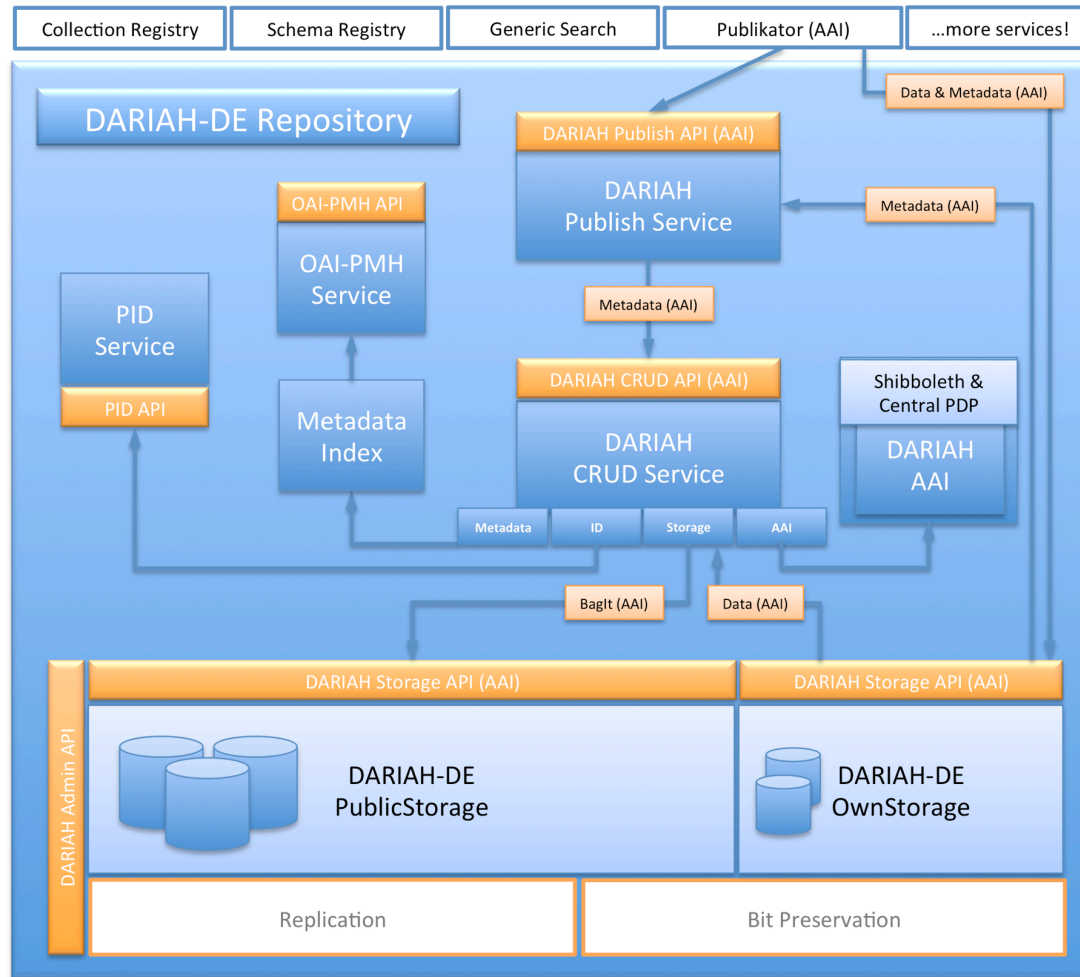 Collection Registry
Schema Registry
Generic Search
Publikator (AAI)
...more services!
Data & Metadata (AAI)
DARIAH-DE Repository
DARIAH Publish API (AAI)
DARIAH
Publish Service
Metadata (AAI)
OAI-PMH API
OAI-PMH
Service
PID
Service
PID API
Metadata (AAI)
Metadata
Index
DARIAH CRUD API (AAI)
DARIAH
CRUD Service
Shibboleth &
Central PDP
DARIAH
AAI
Metadata
ID
Storage
AAI
BagIt (AAI)
Data (AAI)
DARIAH Admin API
DARIAH Storage API (AAI)
DARIAH Storage API (AAI)
DARIAH-DE
PublicStorage
DARIAH-DE
OwnStorage
Replication
Bit Preservation